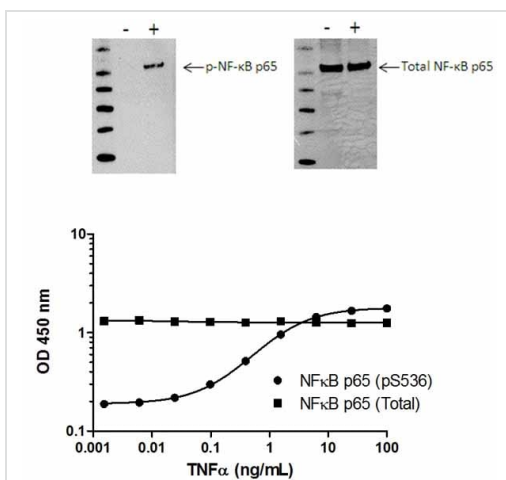 - +
p-NF-κB p65
- +
Total NF-κB p65
10
1
0.1
OD 450 nm
NFκB p65 (pS536)
NFκB p65 (Total)
0.001 0.01 0.1 1 10 100
TNFα (ng/mL)